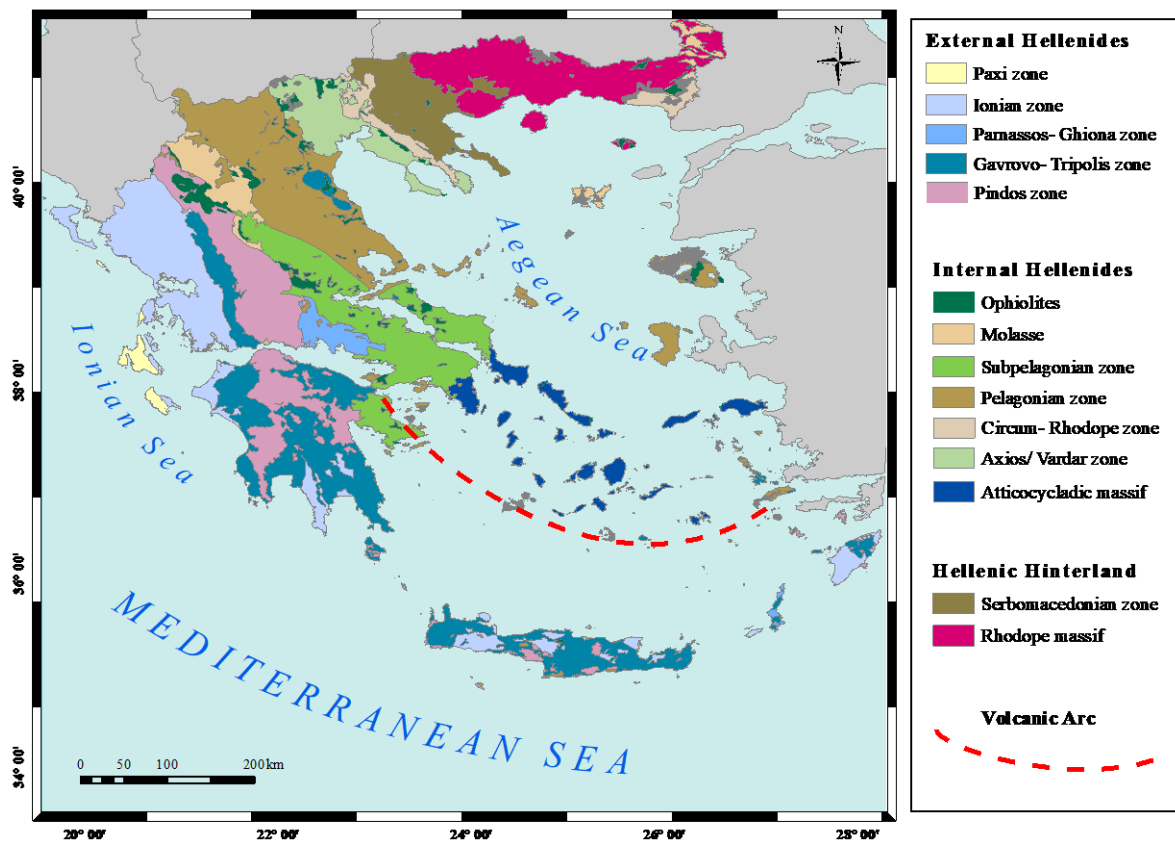 N
40° 00'
38° 00'
36° 00'
34° 00'
Aegean Sea
Ionian Sea
MEDITERRANEAN SEA
0 50 100 200 km
20° 00' 22° 00' 24° 00' 26° 00' 28° 00'
External Hellenides
Paxi zone
Ionian zone
Parnassos- Ghiona zone
Gavrovo- Tripolis zone
Pindos zone
Internal Hellenides
Ophiolites
Molasse
Subpelagonian zone
Pelagonian zone
Circum- Rhodope zone
Axios/ Vardar zone
Atticocycladic massif
Hellenic Hinterland
Serbomacedonian zone
Rhodope massif
Volcanic Arc